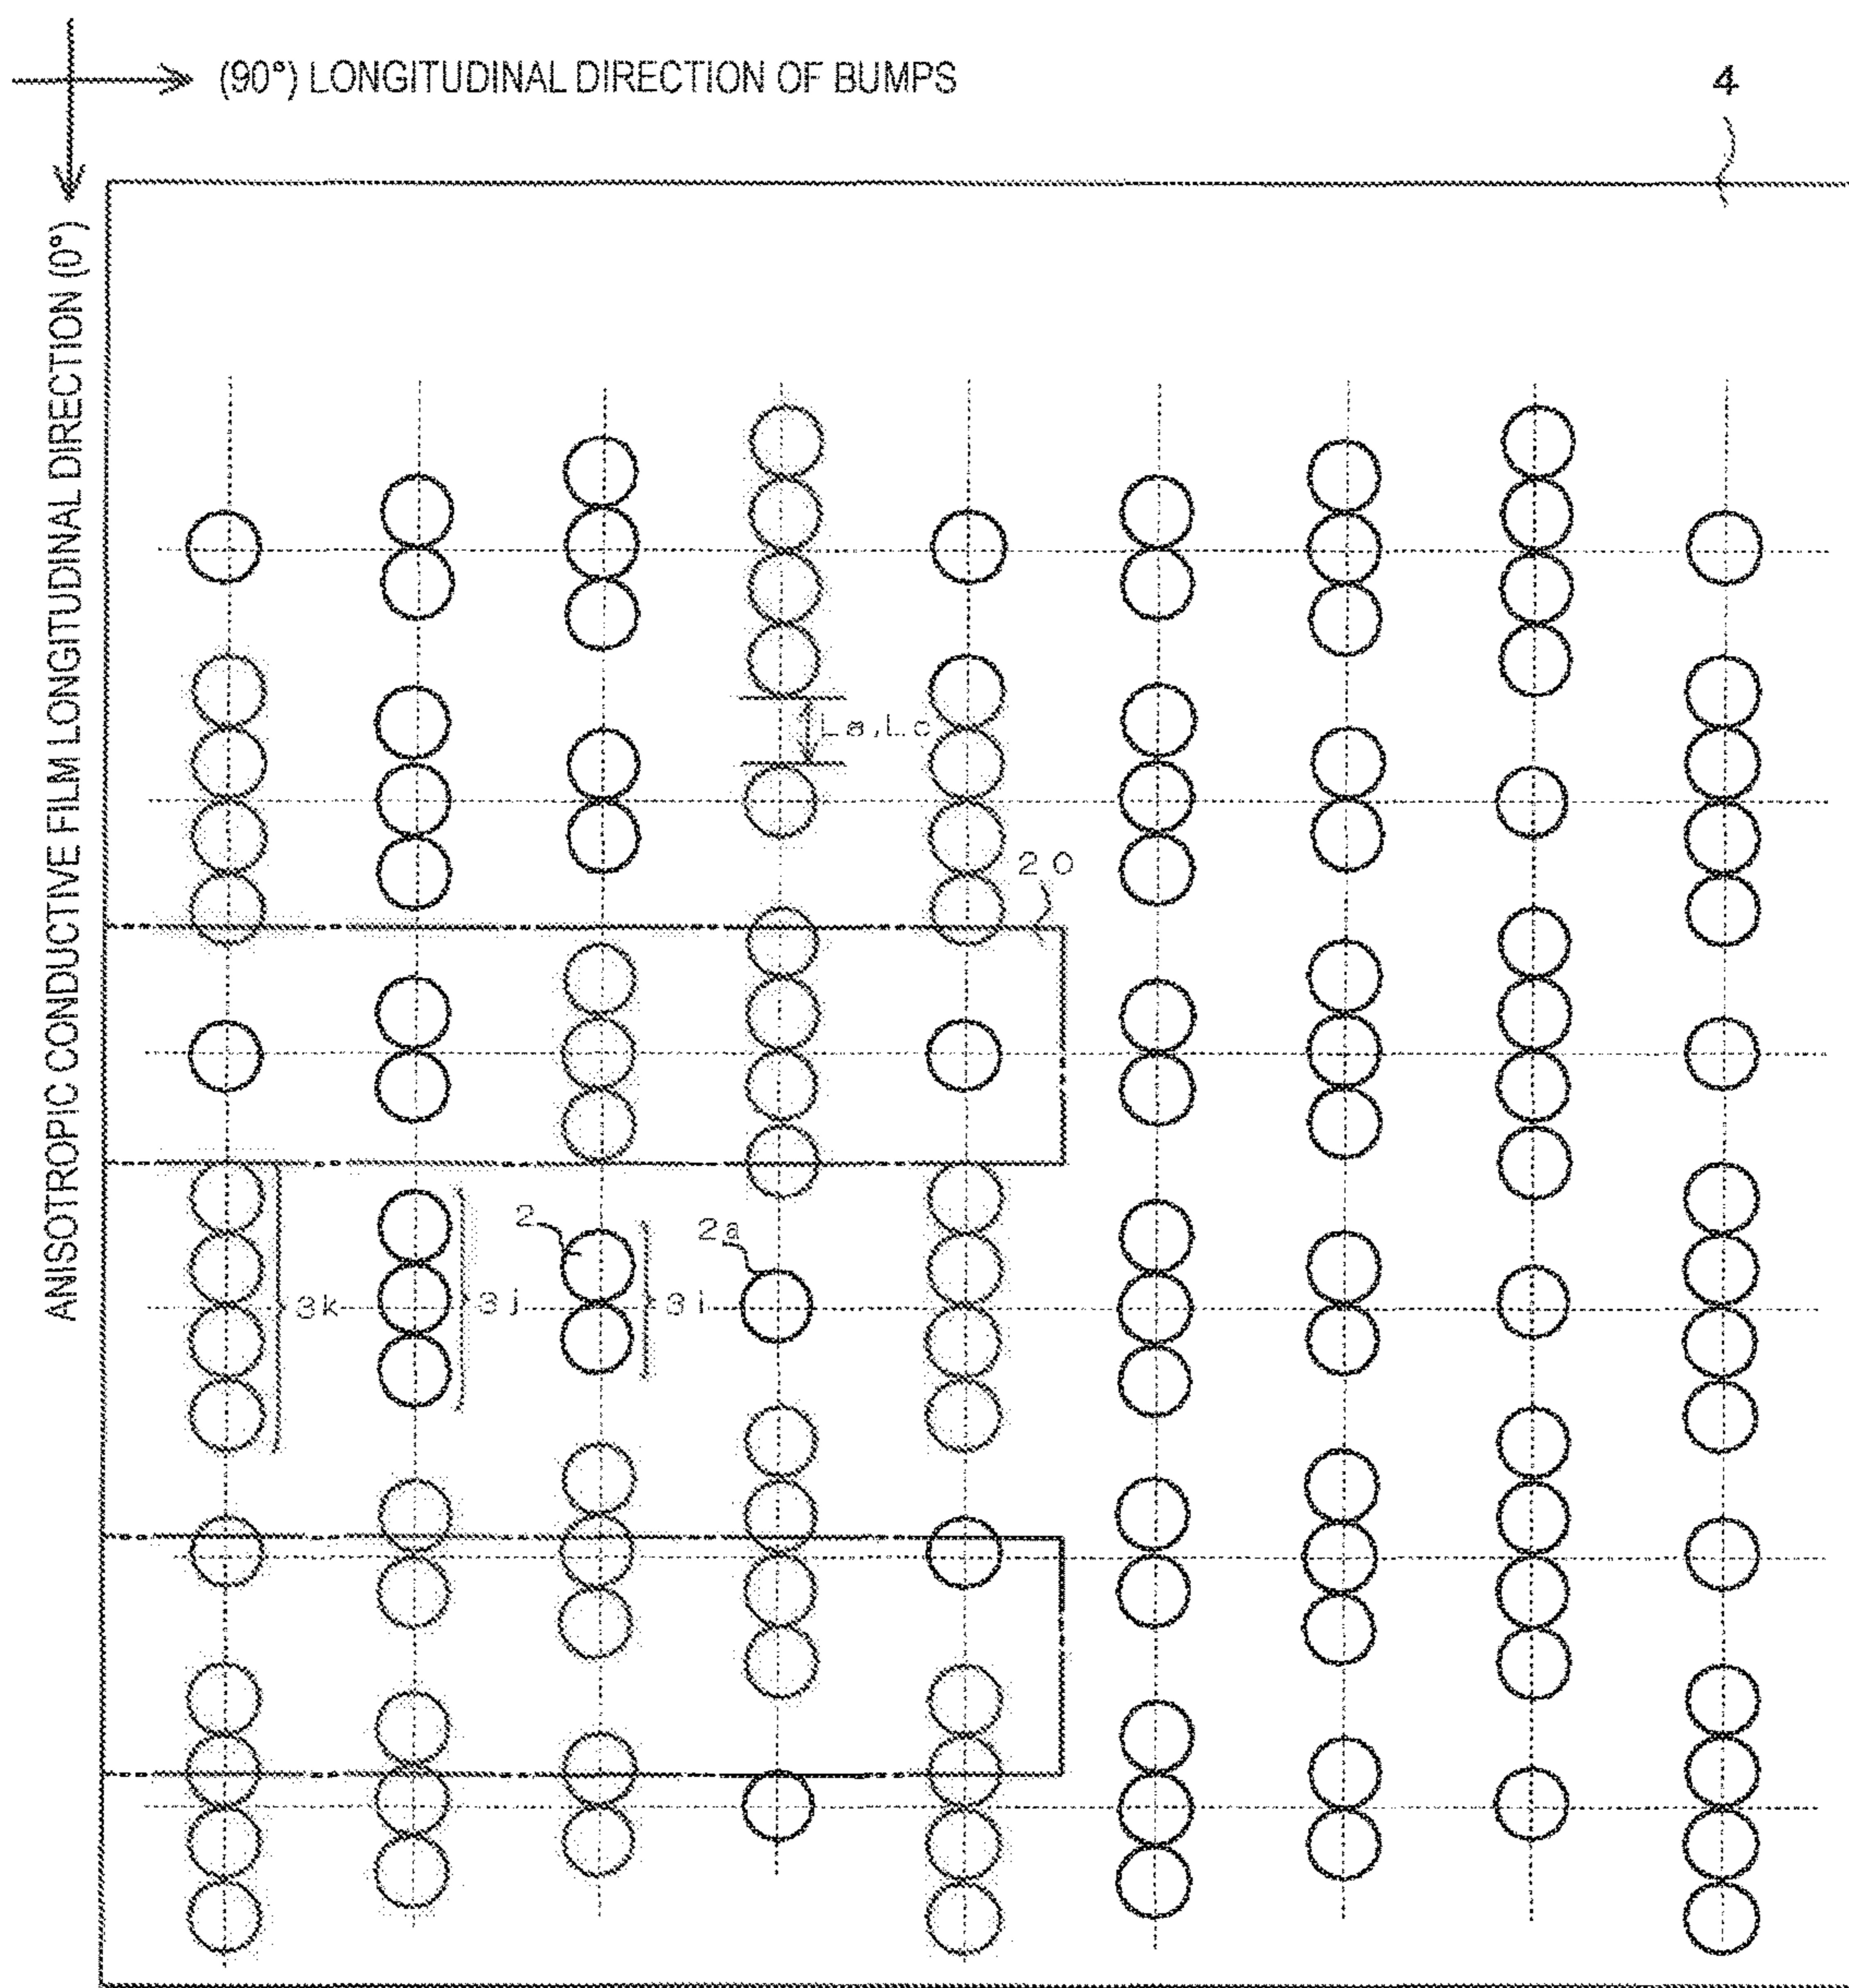 (90°) LONGITUDINAL DIRECTION OF BUMPS
4
ANISOTROPIC CONDUCTIVE FILM LONGITUDINAL DIRECTION (0°)
La,Lc
20
2
2a
3k
3j
3i